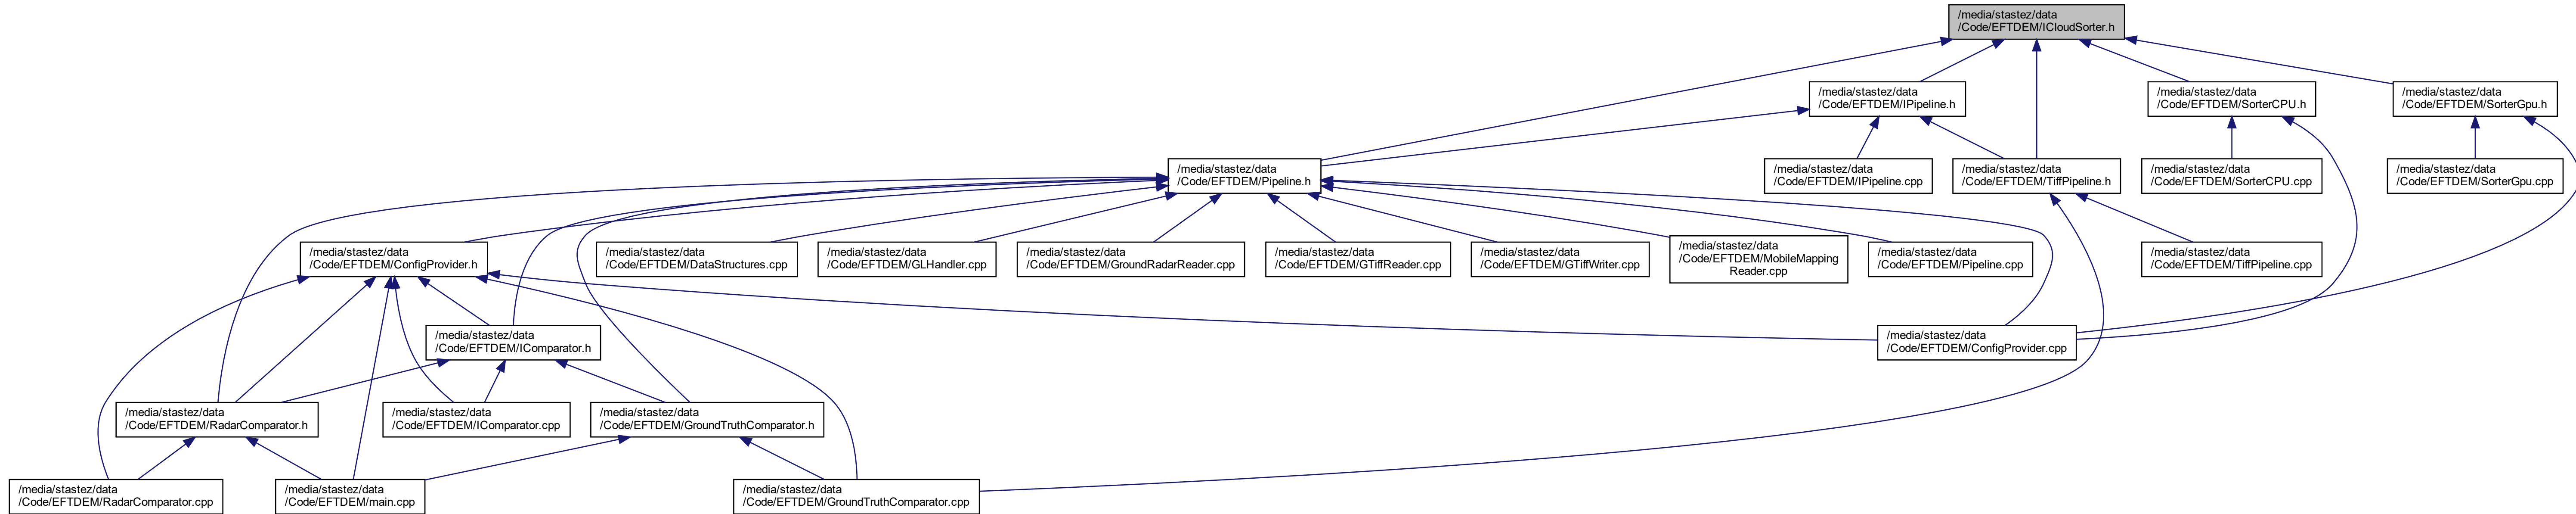 /media/stastez/data
/Code/EFTDEM/ICloudSorter.h
/media/stastez/data
/Code/EFTDEM/IPipeline.h
/media/stastez/data
/Code/EFTDEM/SorterCPU.h
/media/stastez/data
/Code/EFTDEM/SorterGpu.h
/media/stastez/data
/Code/EFTDEM/Pipeline.h
/media/stastez/data
/Code/EFTDEM/IPipeline.cpp
/media/stastez/data
/Code/EFTDEM/TiffPipeline.h
/media/stastez/data
/Code/EFTDEM/SorterCPU.cpp
/media/stastez/data
/Code/EFTDEM/SorterGpu.cpp
/media/stastez/data
/Code/EFTDEM/ConfigProvider.h
/media/stastez/data
/Code/EFTDEM/DataStructures.cpp
/media/stastez/data
/Code/EFTDEM/GLHandler.cpp
/media/stastez/data
/Code/EFTDEM/GroundRadarReader.cpp
/media/stastez/data
/Code/EFTDEM/GTiffReader.cpp
/media/stastez/data
/Code/EFTDEM/GTiffWriter.cpp
/media/stastez/data
/Code/EFTDEM/MobileMapping
Reader.cpp
/media/stastez/data
/Code/EFTDEM/Pipeline.cpp
/media/stastez/data
/Code/EFTDEM/TiffPipeline.cpp
/media/stastez/data
/Code/EFTDEM/IComparator.h
/media/stastez/data
/Code/EFTDEM/ConfigProvider.cpp
/media/stastez/data
/Code/EFTDEM/RadarComparator.h
/media/stastez/data
/Code/EFTDEM/IComparator.cpp
/media/stastez/data
/Code/EFTDEM/GroundTruthComparator.h
/media/stastez/data
/Code/EFTDEM/RadarComparator.cpp
/media/stastez/data
/Code/EFTDEM/main.cpp
/media/stastez/data
/Code/EFTDEM/GroundTruthComparator.cpp